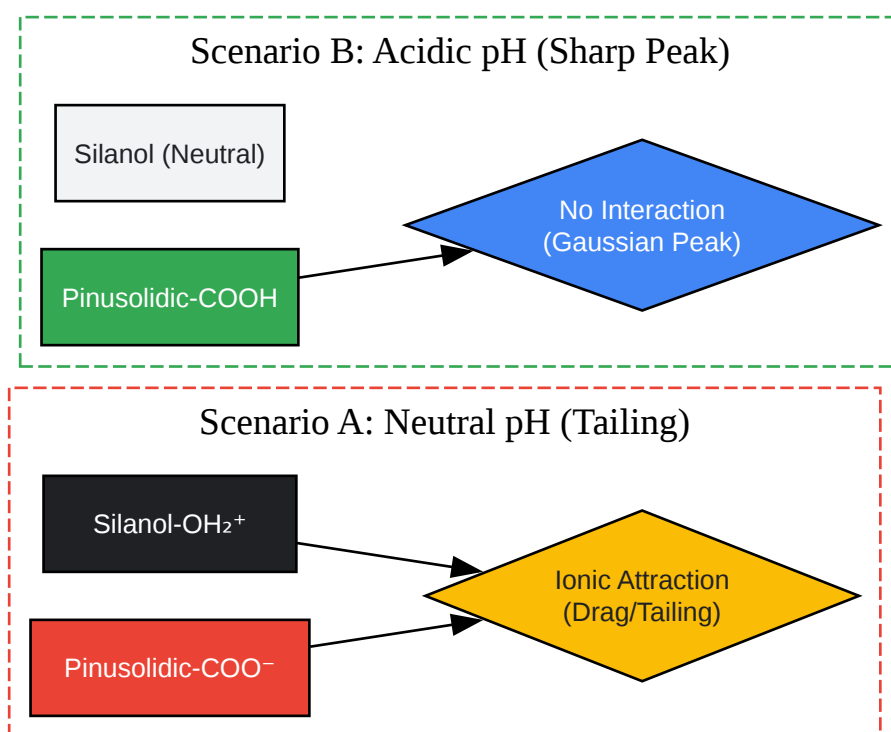 Scenario B: Acidic pH (Sharp Peak)
Silanol (Neutral)
No Interaction
(Gaussian Peak)
Pinusolidic-COOH
Scenario A: Neutral pH (Tailing)
Silanol-OH₂⁺
Ionic Attraction
(Drag/Tailing)
Pinusolidic-COO⁻